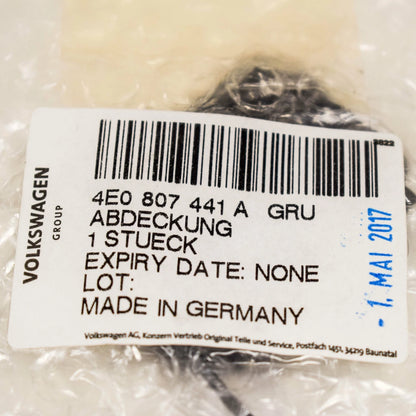 3822
4E0 807 441 A GRU
ABDECKUNG
1 STUECK
EXPIRY DATE: NONE
LOT:
MADE IN GERMANY
Volkswagen AG, Konzern Vertrieb Original Teile und Service, Postfach 1451, 34219 Baunatal
VOLKSWAGEN
GROUP
- 1. MAI 2017